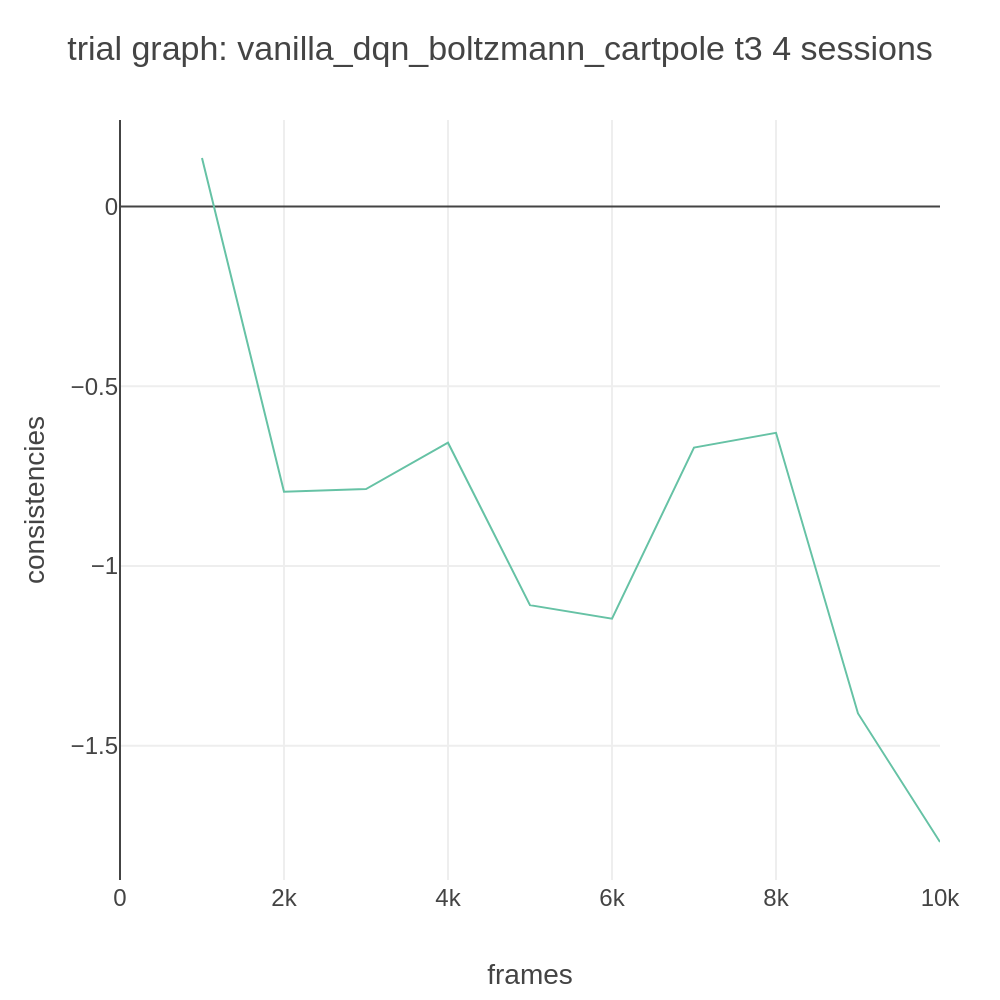 trial graph: vanilla_dqn_boltzmann_cartpole t3 4 sessions
consistencies
0
−0.5
−1
−1.5
0 2k 4k 6k 8k 10k
frames